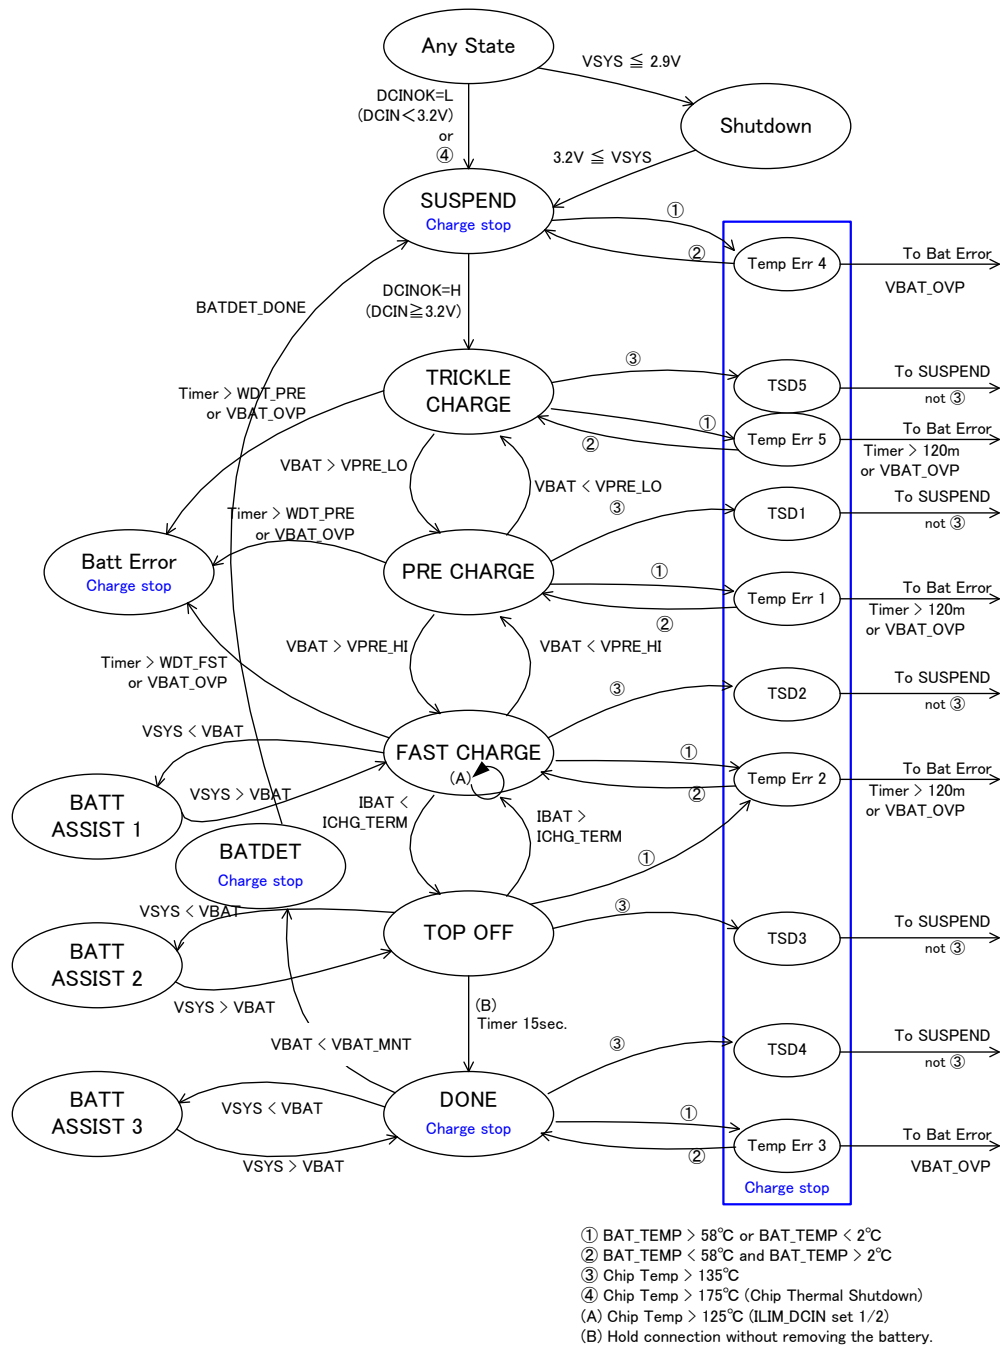 Any State
VSYS ≦ 2.9V
DCINOK=L
(DCIN＜3.2V)
or
④
Shutdown
3.2V ≦ VSYS
SUSPEND
Charge stop
①
②
Temp Err 4
To Bat Error
VBAT_OVP
DCINOK=H
(DCIN≧3.2V)
BATDET_DONE
③
TRICKLE
CHARGE
TSD5
To SUSPEND
not ③
Timer > WDT_PRE
or VBAT_OVP
①
②
Temp Err 5
To Bat Error
Timer > 120m
or VBAT_OVP
VBAT > VPRE_LO
VBAT < VPRE_LO
③
TSD1
To SUSPEND
not ③
Timer > WDT_PRE
or VBAT_OVP
Batt Error
Charge stop
PRE CHARGE
①
②
Temp Err 1
To Bat Error
Timer > 120m
or VBAT_OVP
VBAT > VPRE_HI
VBAT < VPRE_HI
Timer > WDT_FST
or VBAT_OVP
③
TSD2
To SUSPEND
not ③
VSYS < VBAT
FAST CHARGE
(A)
①
②
Temp Err 2
To Bat Error
Timer > 120m
or VBAT_OVP
BATT
ASSIST 1
VSYS > VBAT
IBAT <
ICHG_TERM
IBAT >
ICHG_TERM
BATDET
Charge stop
①
VSYS < VBAT
TOP OFF
③
TSD3
To SUSPEND
not ③
BATT
ASSIST 2
VSYS > VBAT
(B)
Timer 15sec.
VBAT < VBAT_MNT
③
TSD4
To SUSPEND
not ③
BATT
ASSIST 3
VSYS < VBAT
DONE
Charge stop
①
②
Temp Err 3
To Bat Error
VBAT_OVP
VSYS > VBAT
Charge stop
① BAT_TEMP > 58℃ or BAT_TEMP < 2℃
② BAT_TEMP < 58℃ and BAT_TEMP > 2℃
③ Chip Temp > 135℃
④ Chip Temp > 175℃ (Chip Thermal Shutdown)
(A) Chip Temp > 125℃ (ILIM_DCIN set 1/2)
(B) Hold connection without removing the battery.